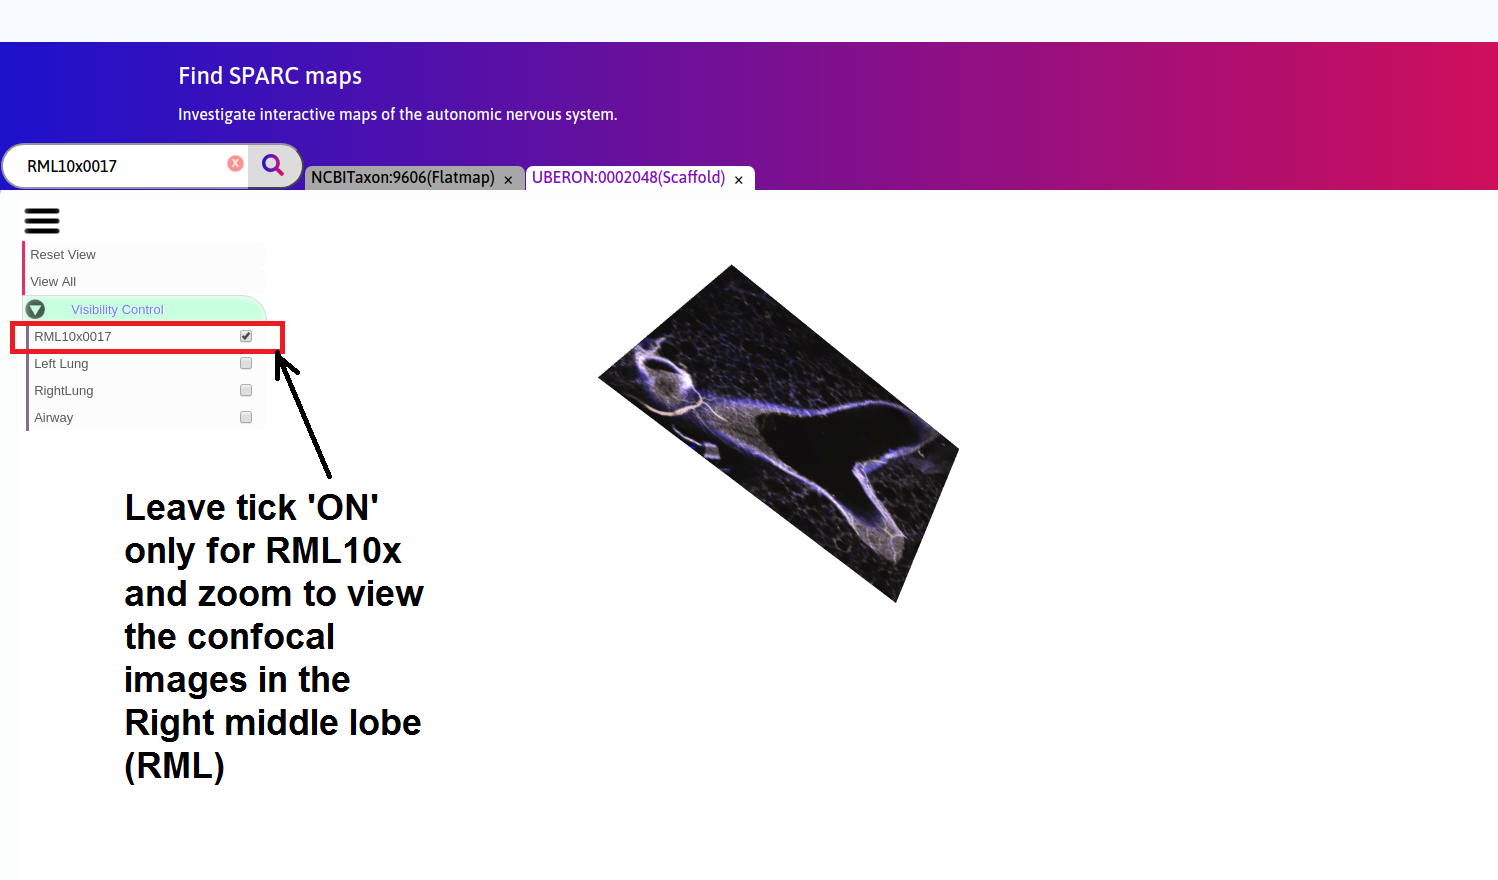 Find SPARC maps
Investigate interactive maps of the autonomic nervous system.
RML10x0017
NCBITaxon:9606(Flatmap) ×
UBERON:0002048(Scaffold) ×
Reset View
View All
Visibility Control
RML10x0017
Left Lung
RightLung
Airway
Leave tick 'ON'
only for RML10x
and zoom to view
the confocal
images in the
Right middle lobe
(RML)